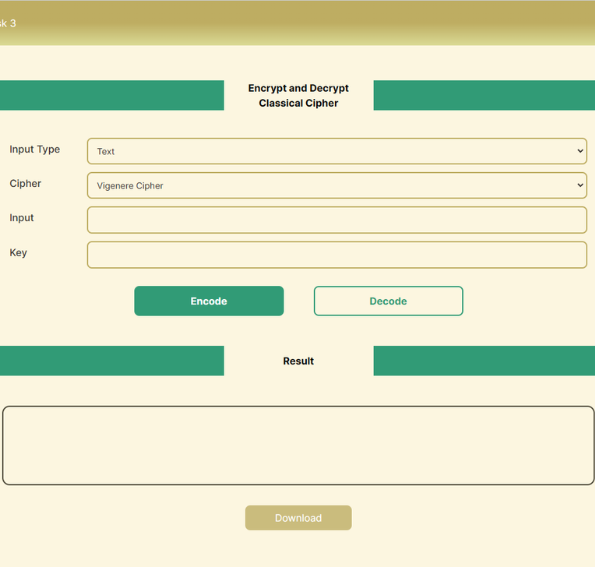 sk 3
Encrypt and Decrypt
Classical Cipher
Input Type
Text
Cipher
Vigenere Cipher
Input
Key
Encode
Decode
Result
Download